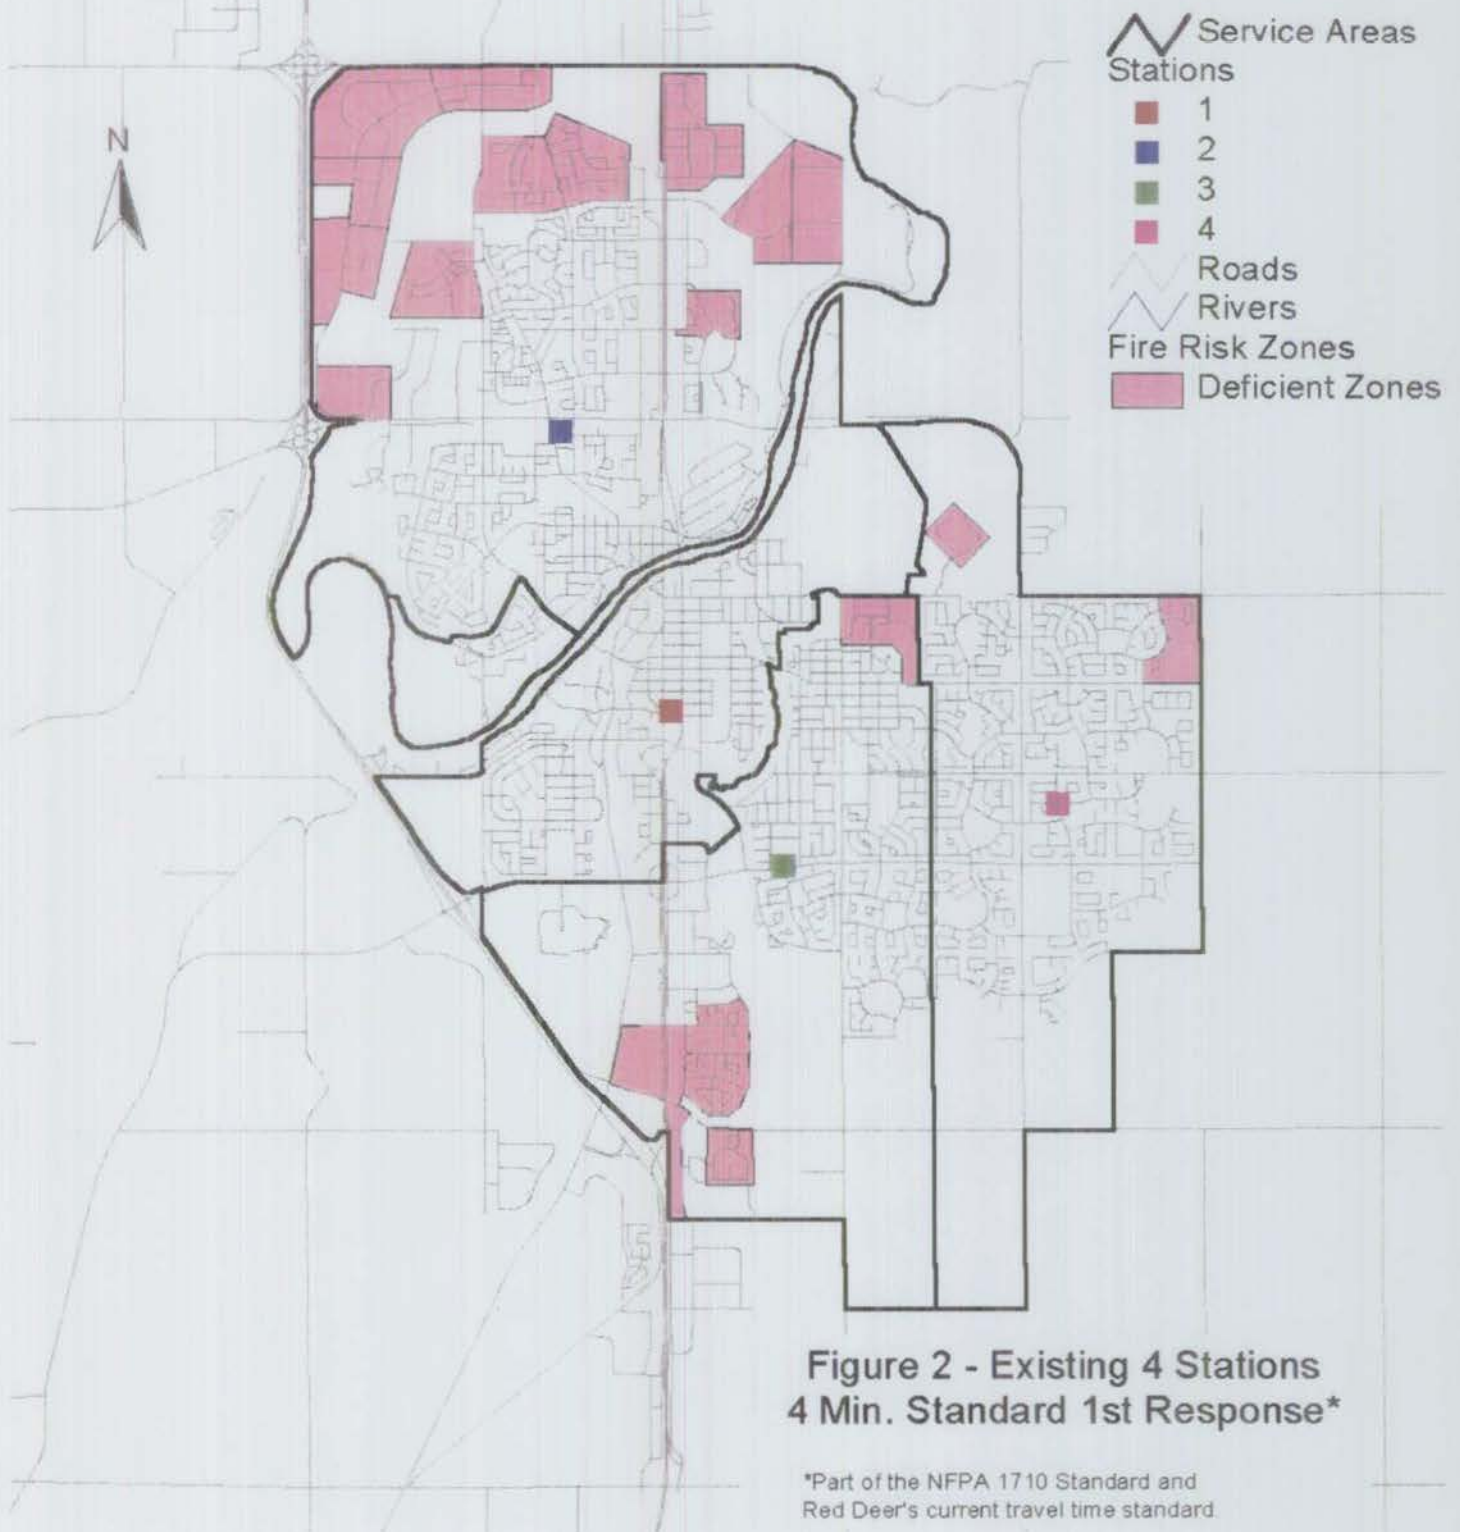 Service Areas
Stations
1
2
3
4
Roads
Rivers
Fire Risk Zones
Deficient Zones
N
Figure 2 - Existing 4 Stations
4 Min. Standard 1st Response*
*Part of the NFPA 1710 Standard and
Red Deer's current travel time standard.